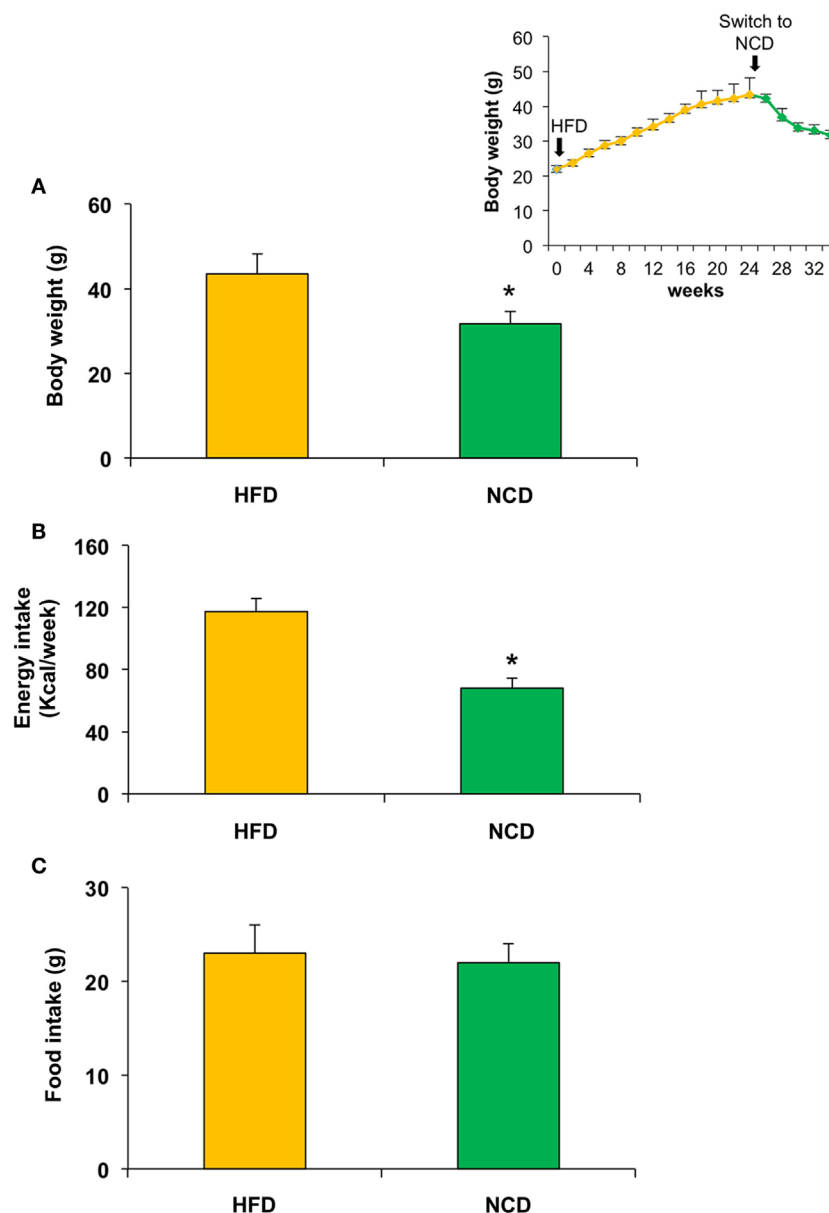 Switch to
NCD
60
50
40
30
20
10
0
Body weight (g)
HFD
0 4 8 12 16 20 24 28 32
weeks
A
60
40
20
0
Body weight (g)
*
HFD NCD
B
160
120
80
40
0
Energy intake
(Kcal/week)
*
HFD NCD
C
30
20
10
0
Food intake (g)
HFD NCD